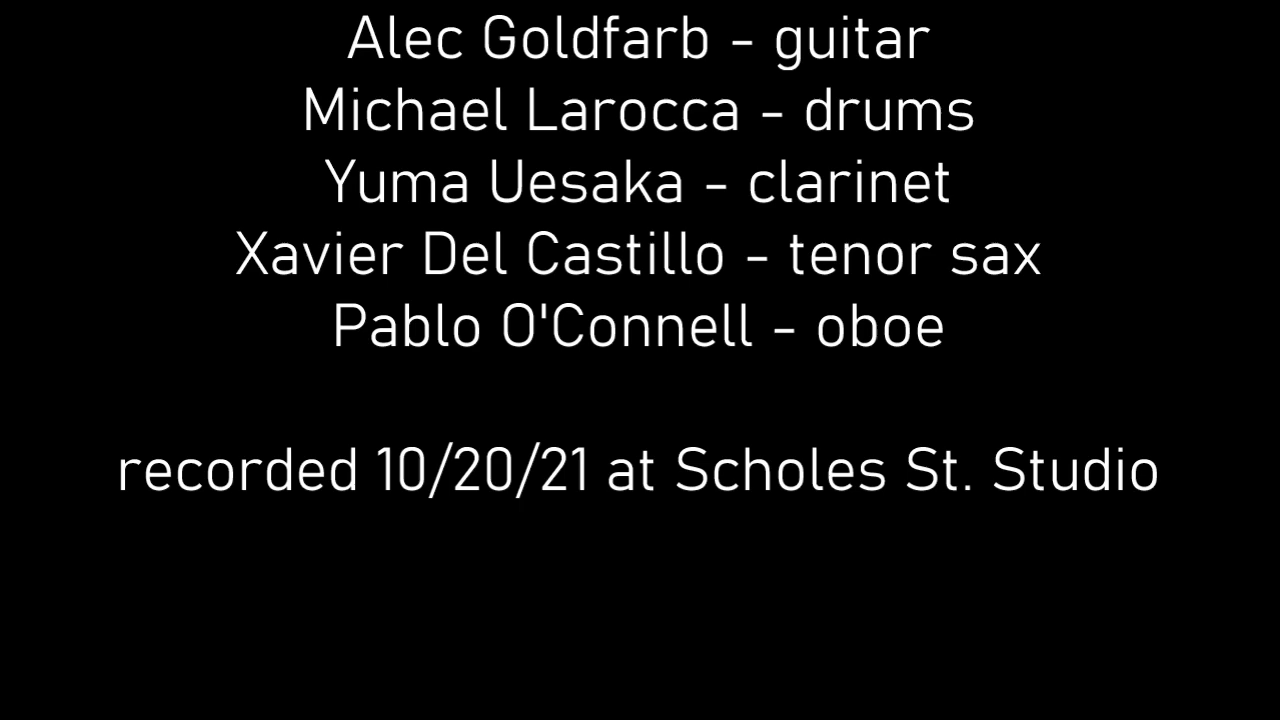 Alec Goldfarb - guitar
Michael Larocca - drums
Yuma Uesaka - clarinet
Xavier Del Castillo - tenor sax
Pablo O'Connell - oboe
recorded 10/20/21 at Scholes St. Studio